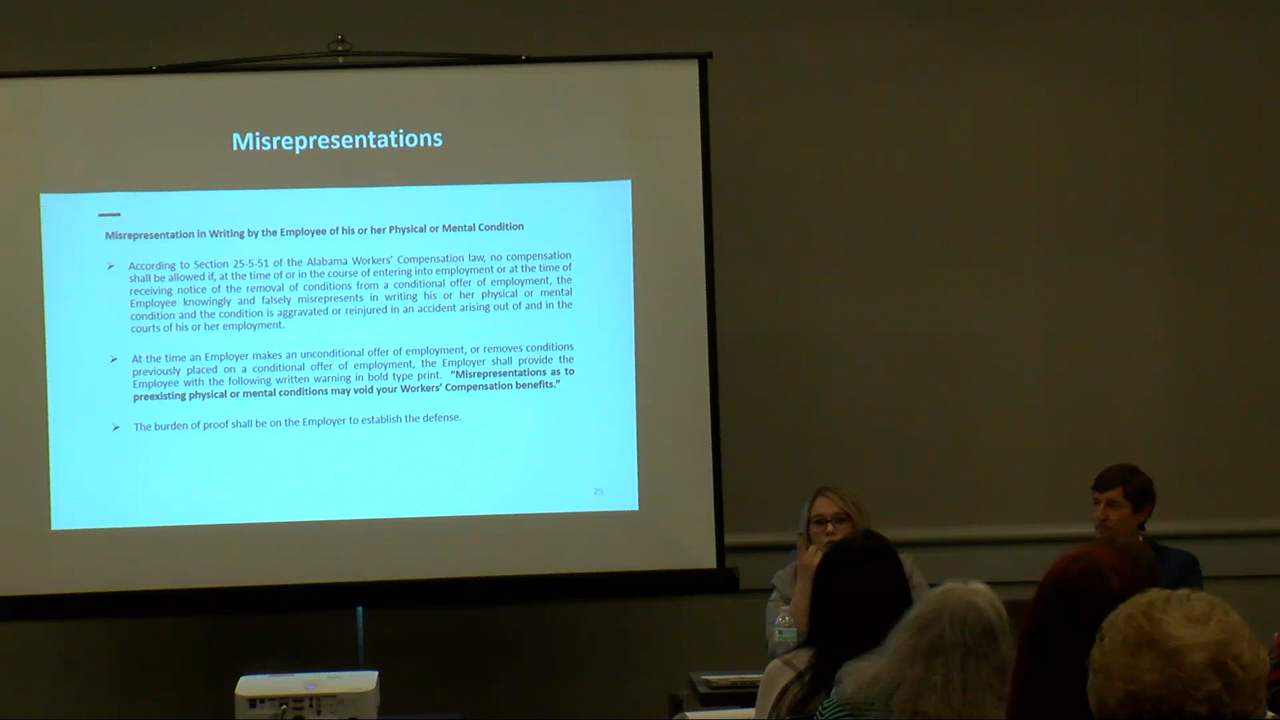 Misrepresentations
Misrepresentation in Writing by the Employee of his or her Physical or Mental Condition
According to Section 25-5-51 of the Alabama Workers' Compensation law, no compensation
shall be allowed if, at the time of or in the course of entering into employment or at the time of
receiving notice of the removal of conditions from a conditional offer of employment, the
Employee knowingly and falsely misrepresents in writing his or her physical or mental
condition and the condition is aggravated or reinjured in an accident arising out of and in the
courts of his or her employment.
At the time an Employer makes an unconditional offer of employment, or removes conditions
previously placed on a conditional offer of employment, the Employer shall provide the
Employee with the following written warning in bold type print. "Misrepresentations as to
preexisting physical or mental conditions may void your Workers' Compensation benefits."
The burden of proof shall be on the Employer to establish the defense.
25